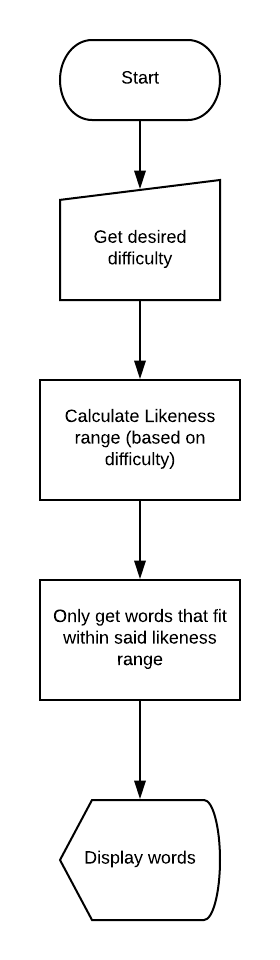 Start
Get desired
difficulty
Calculate Likeness
range (based on
difficulty)
Only get words that fit
within said likeness
range
Display words